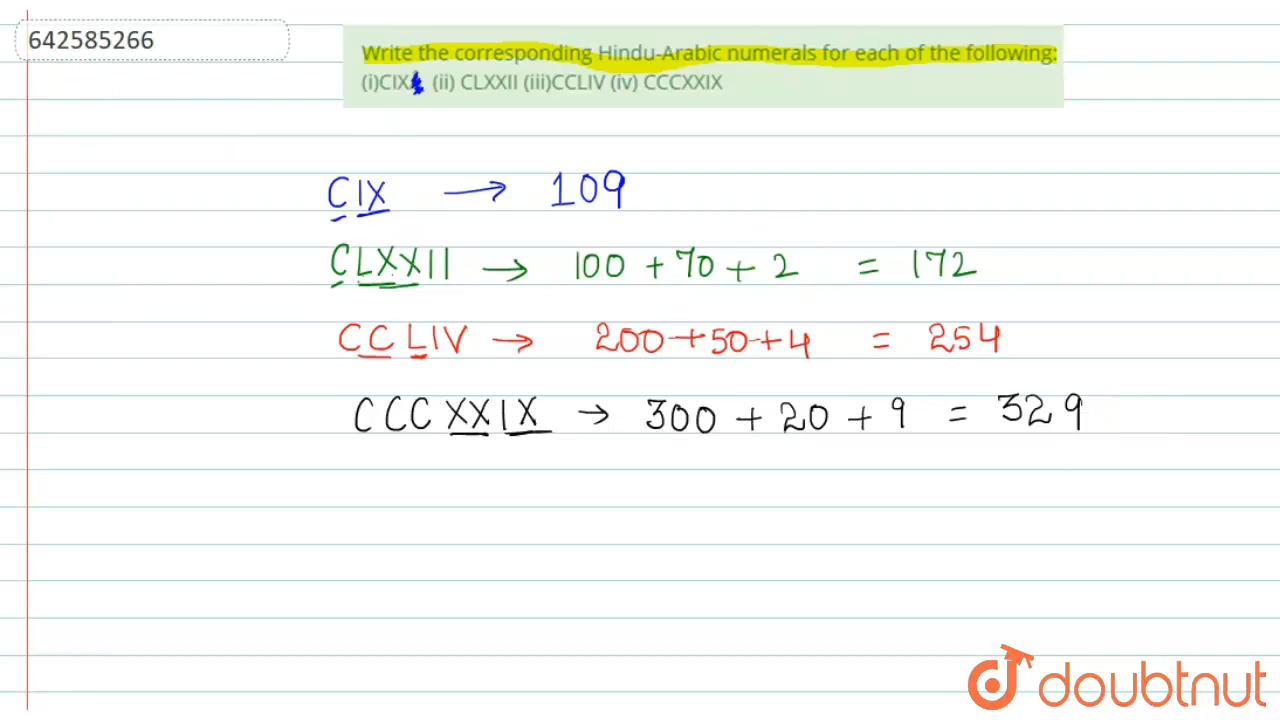 642585266
Write the corresponding Hindu-Arabic numerals for each of the following:
(i)CIX (ii) CLXXII (iii)CCLIV (iv) CCCXXIX
CIX → 109
CLXXII → 100 + 70 + 2 = 172
CCLIV → 200 + 50 + 4 = 254
CCCXXIX → 300 + 20 + 9 = 329
doubtnut